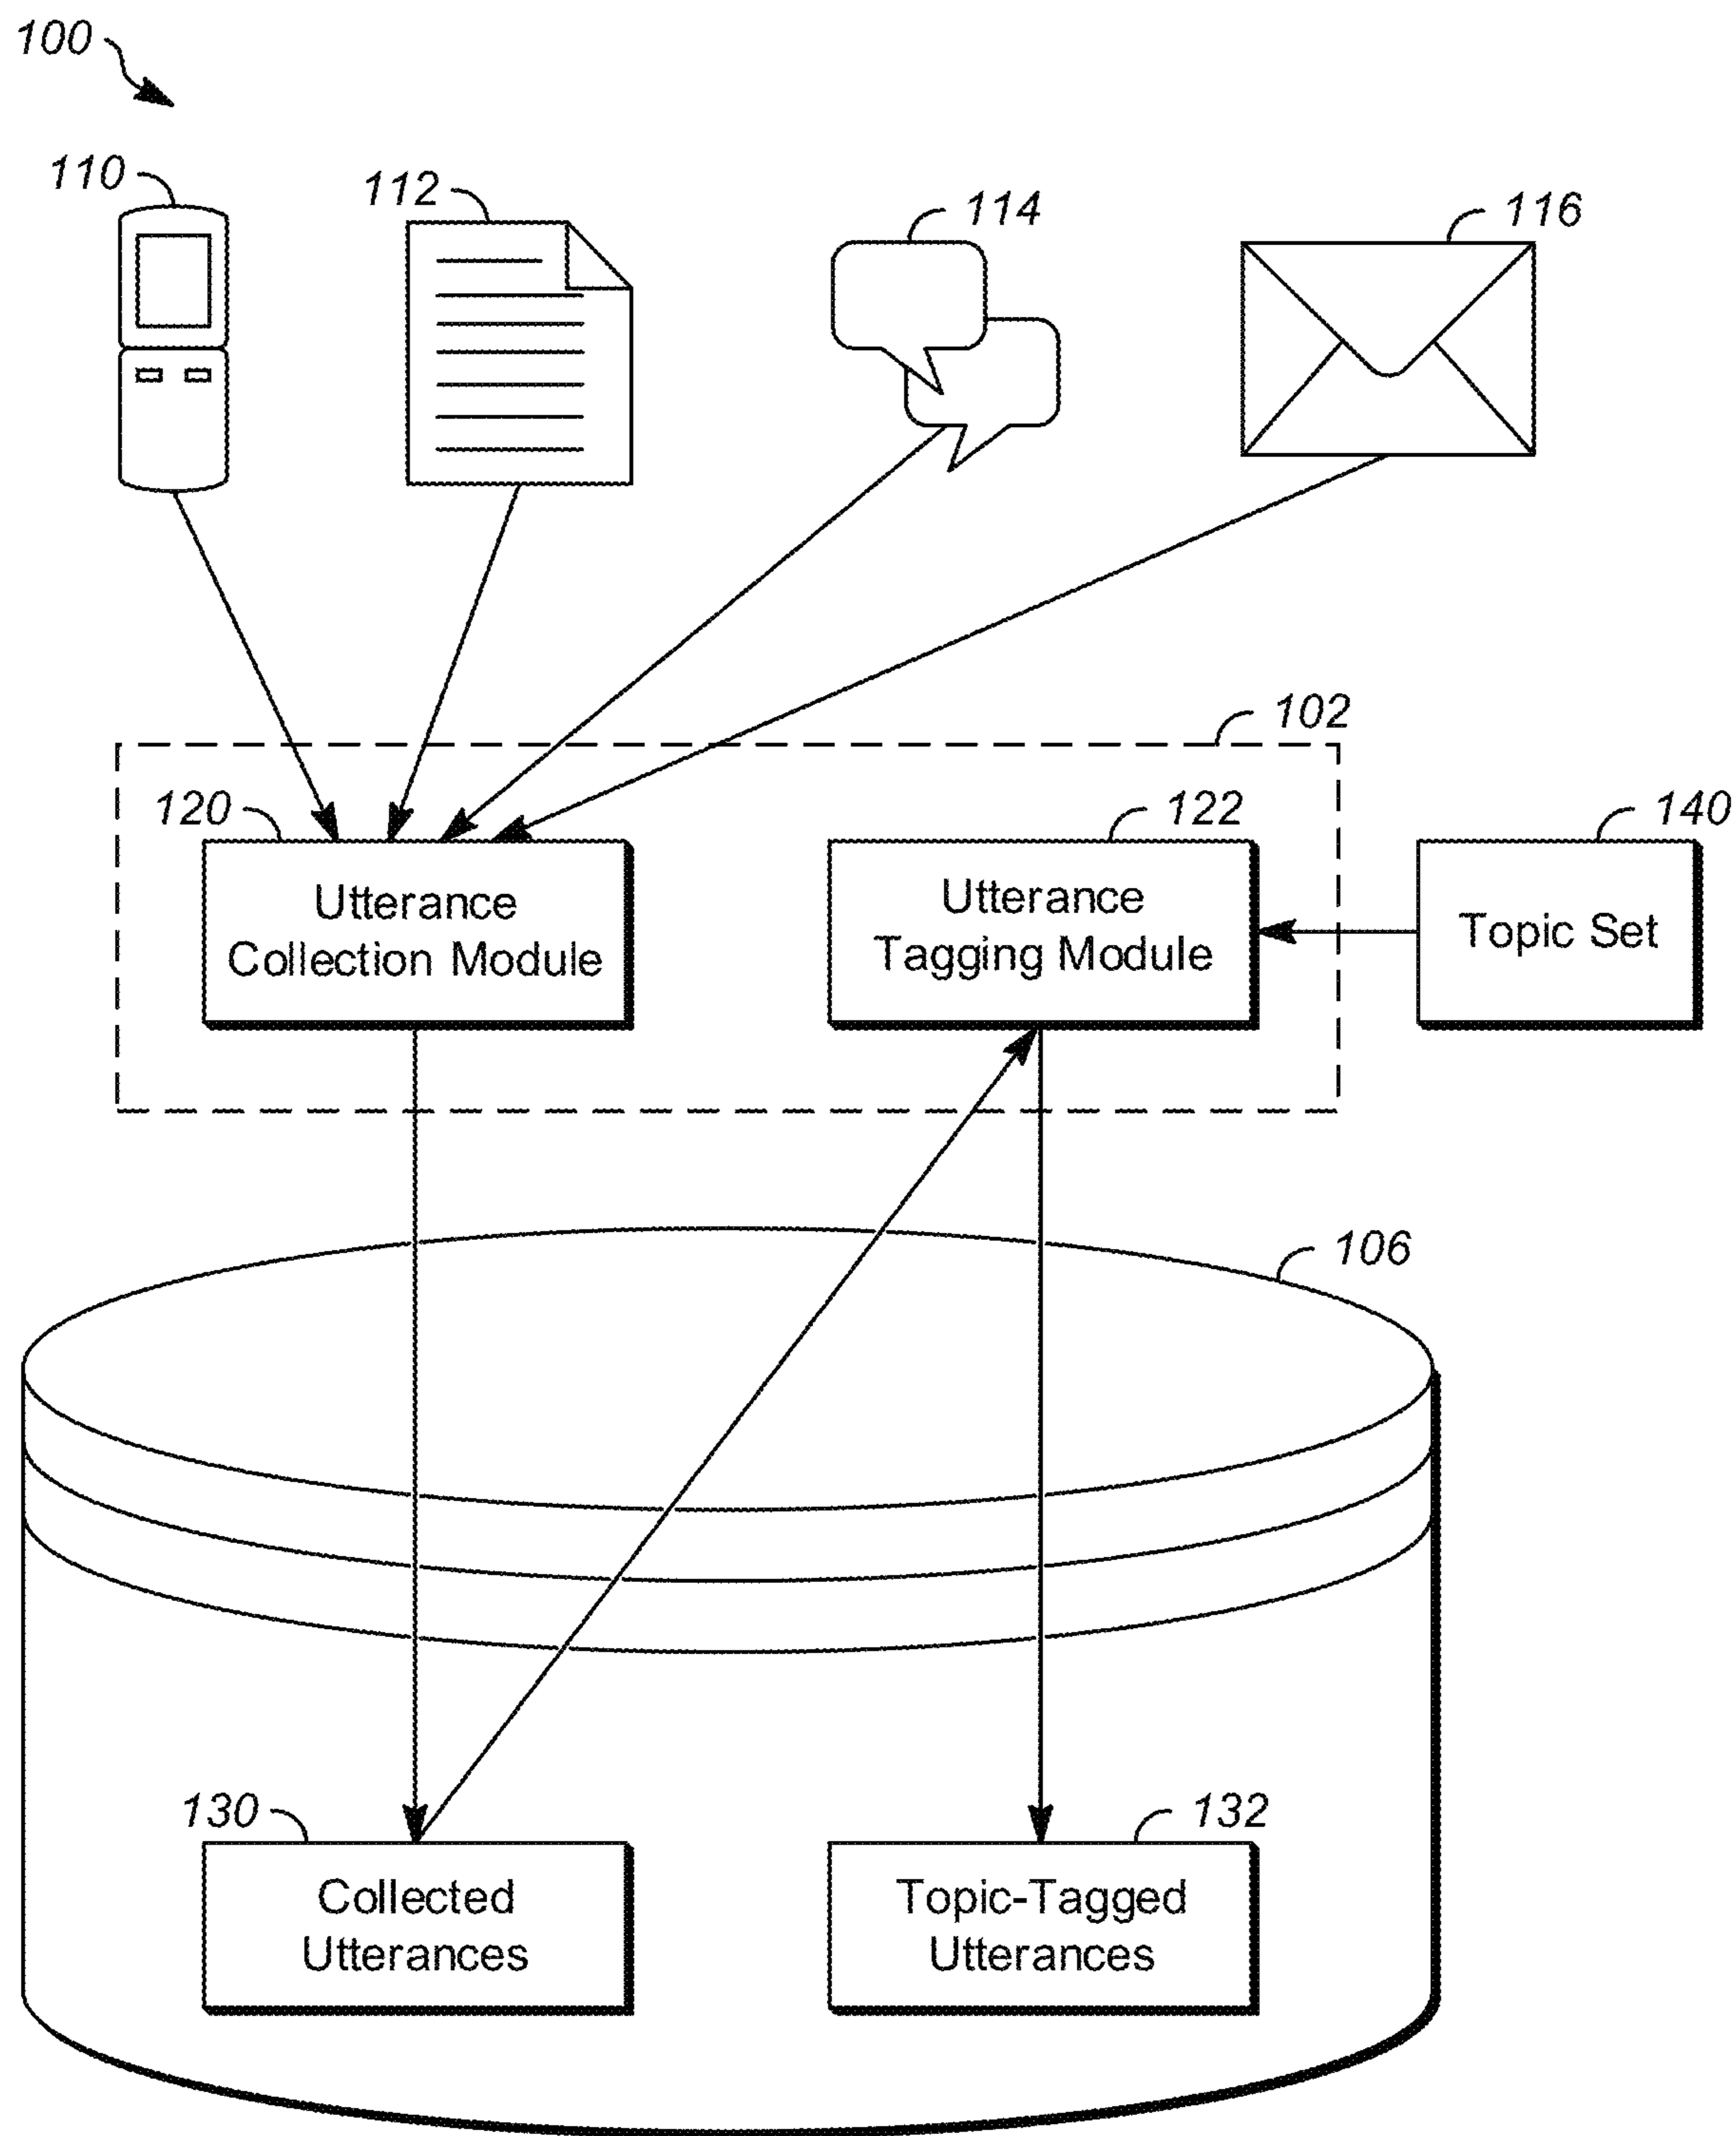 100
110
112
114
116
102
120
122
140
Utterance
Collection Module
Utterance
Tagging Module
Topic Set
106
130
132
Collected
Utterances
Topic-Tagged
Utterances